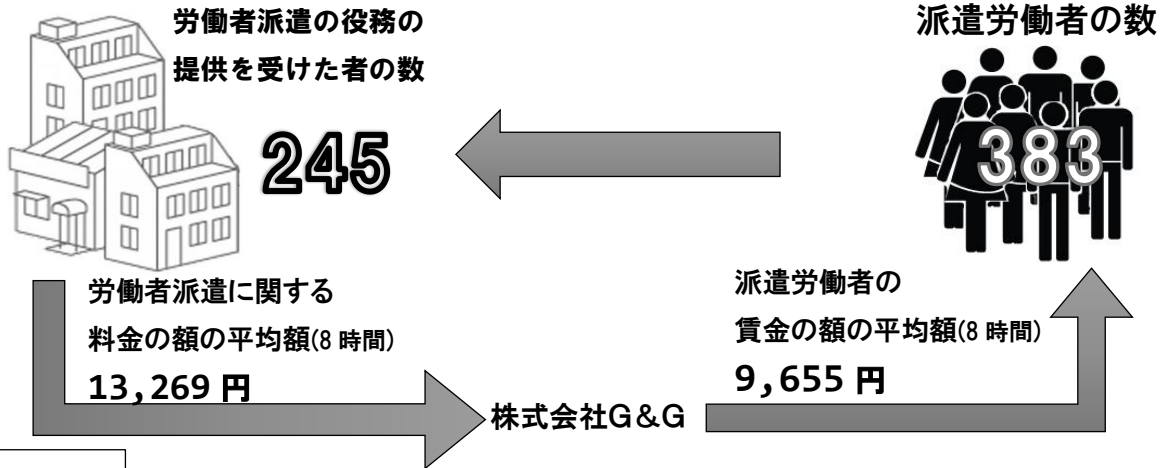 労働者派遣の役務の
提供を受けた者の数
245
派遣労働者の数
383
労働者派遣に関する
料金の額の平均額(8 時間)
13,269 円
株式会社G&G
派遣労働者の
賃金の額の平均額(8 時間)
9,655 円